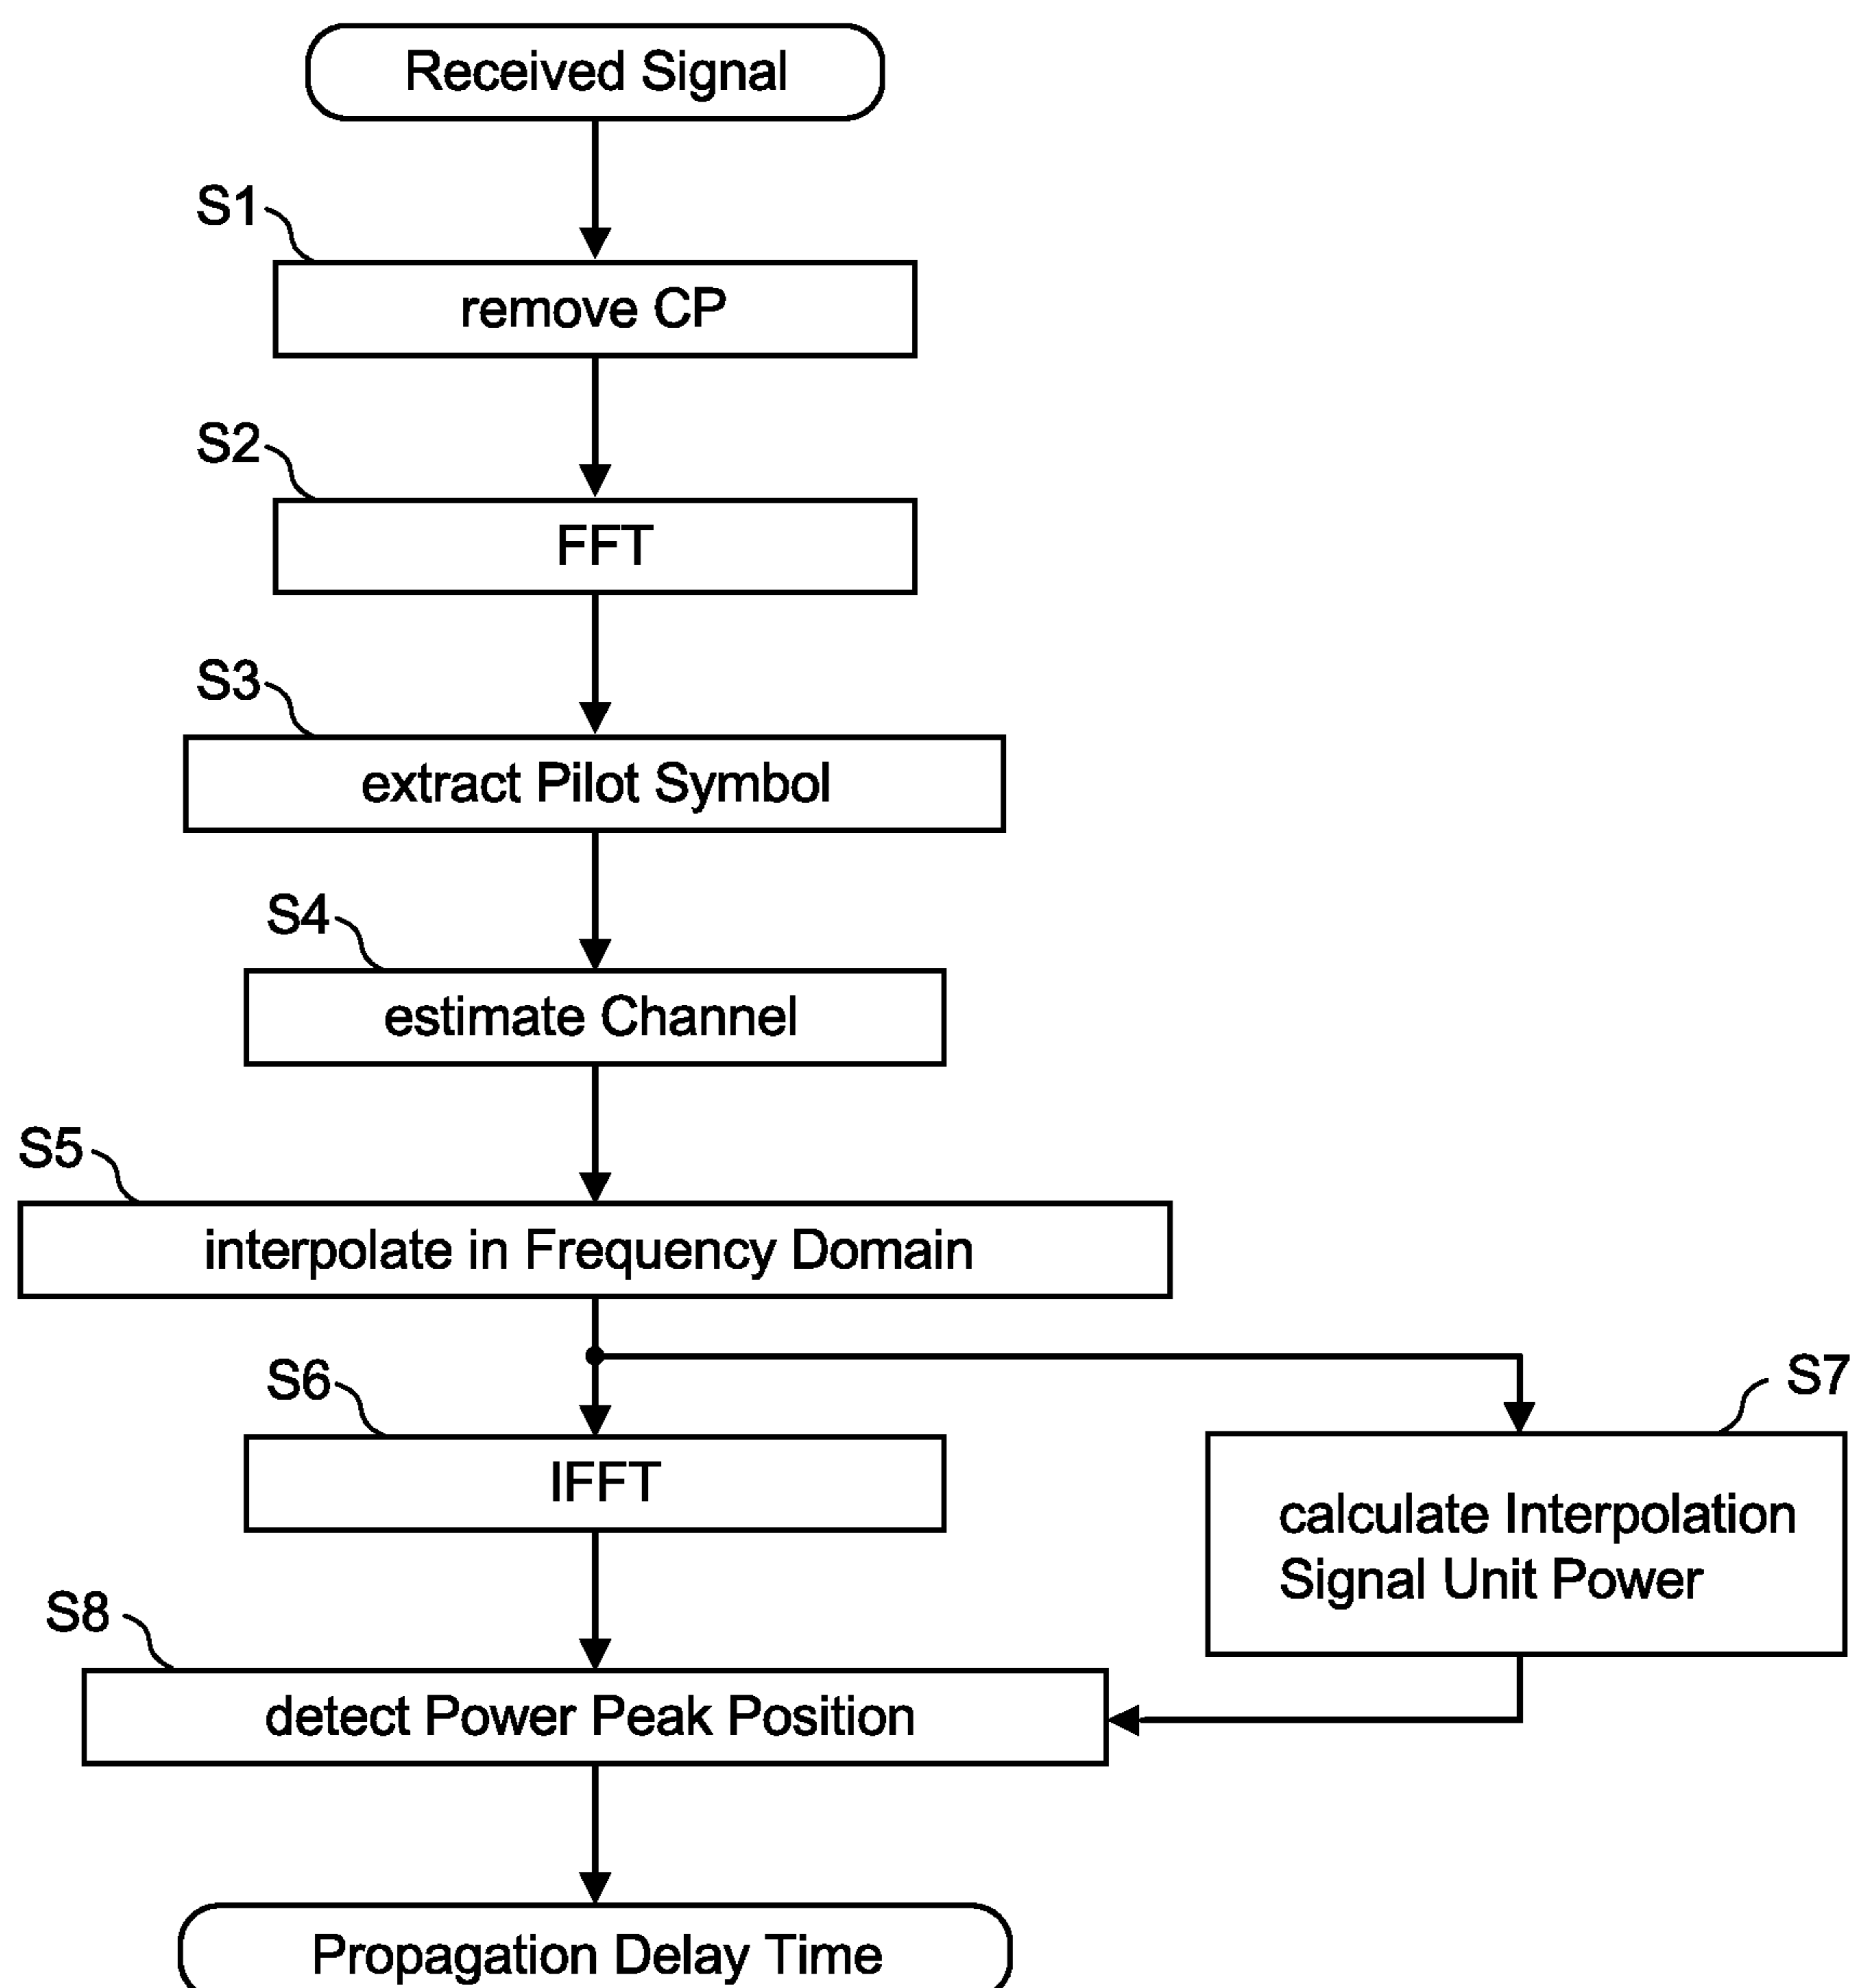 Received Signal
S1
remove CP
S2
FFT
S3
extract Pilot Symbol
S4
estimate Channel
S5
interpolate in Frequency Domain
S6
IFFT
S7
calculate Interpolation
Signal Unit Power
S8
detect Power Peak Position
Propagation Delay Time